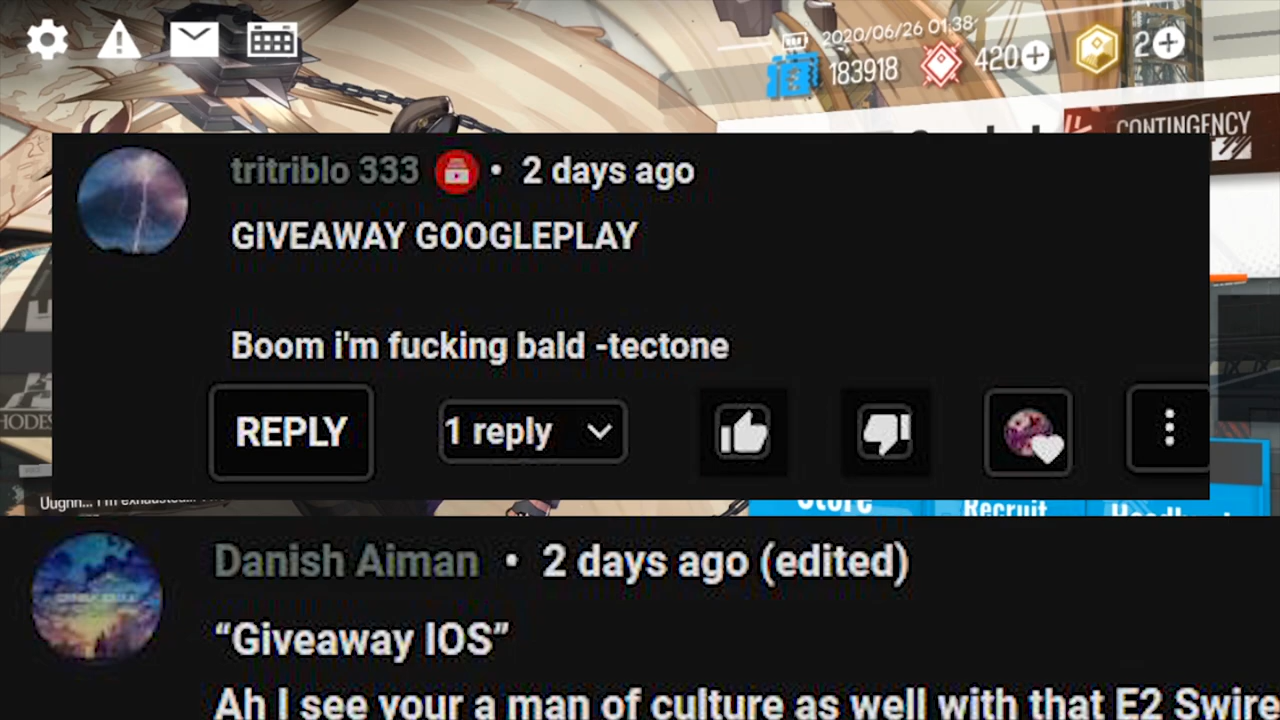 2020/06/26 01:38
183918
420
2
CONTINGENCY
tritriblo 333 • 2 days ago
GIVEAWAY GOOGLEPLAY
Boom i'm fucking bald -tectone
REPLY
1 reply
Uughh... I'm exhausted...
Store
Recruit
Danish Aiman • 2 days ago (edited)
“Giveaway IOS”
Ah I see your a man of culture as well with that E2 Swire